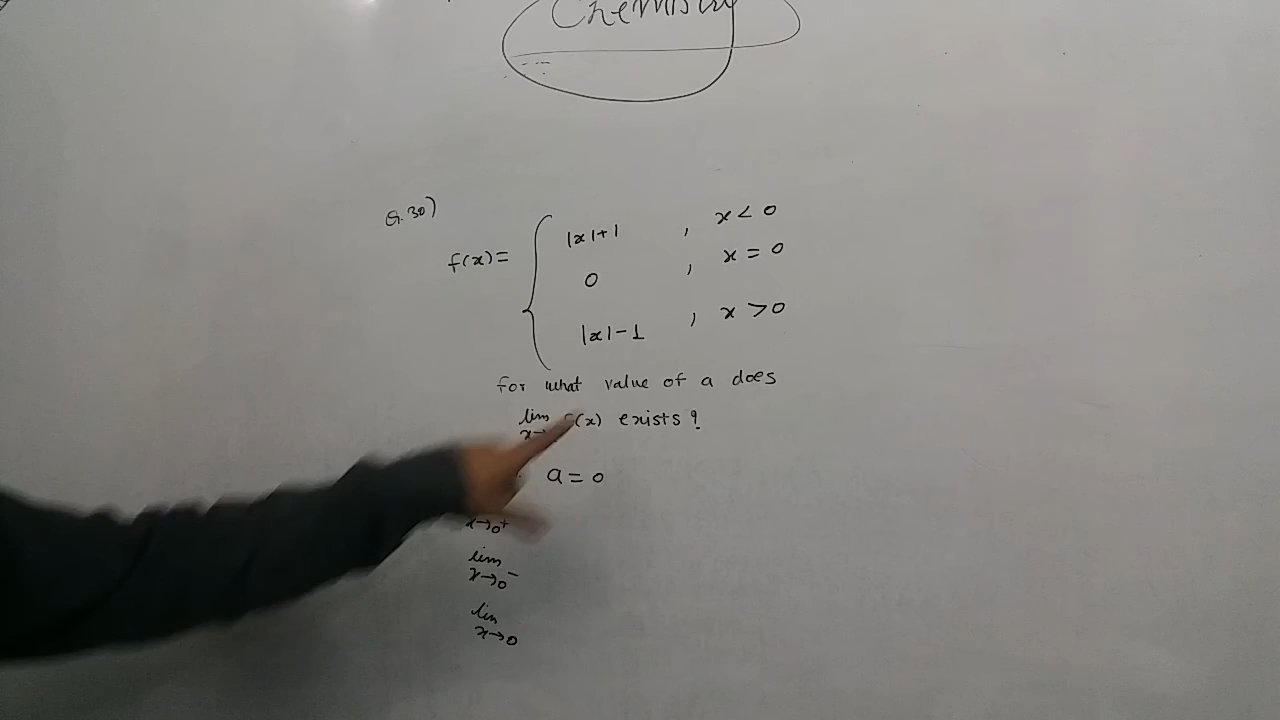 Chemistry
Q.30)
f(x) = { |x|+1 , x < 0
0 , x = 0
|x|-1 , x > 0
for what value of a does
lim f(x) exists ?
x→
a = 0
x→0⁺
lim
x→0⁻
lim
x→0